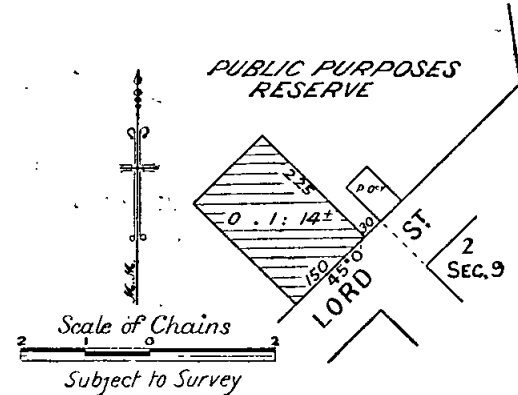 PUBLIC PURPOSES
RESERVE
225
P. O.
0 . 1 : 14±
30
ST.
150
45°0'
LORD
2
SEC. 9
Scale of Chains
2 1 0 2
Subject to Survey